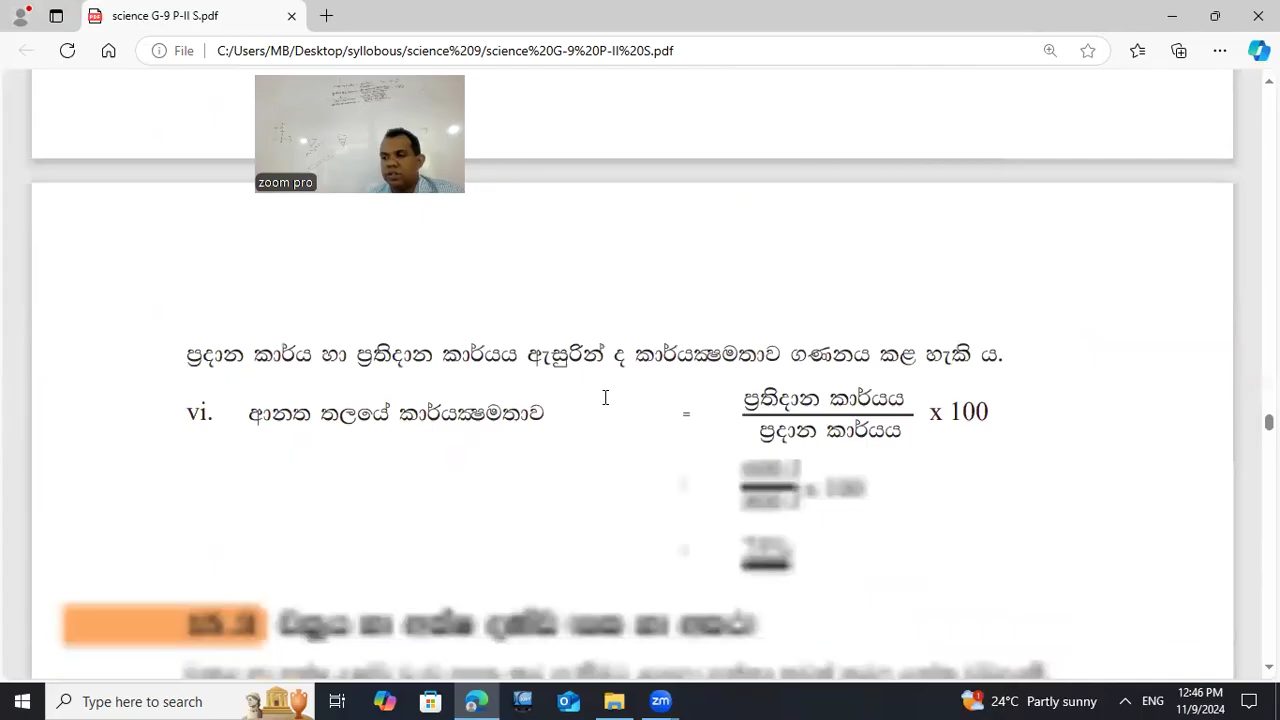 science G-9 P-II S.pdf
File C:/Users/MB/Desktop/syllobous/science%209/science%20G-9%20P-II%20S.pdf
zoom pro
ප්‍රදාන කාර්ය හා ප්‍රතිදාන කාර්යය ඇසුරින් ද කාර්යක්‍ෂමතාව ගණනය කළ හැකි ය.
vi. ආනත තලයේ කාර්යක්‍ෂමතාව = ප්‍රතිදාන කාර්යය
ප්‍රදාන කාර්යය x 100
Type here to search
24°C Partly sunny
ENG
12:46 PM
11/9/2024